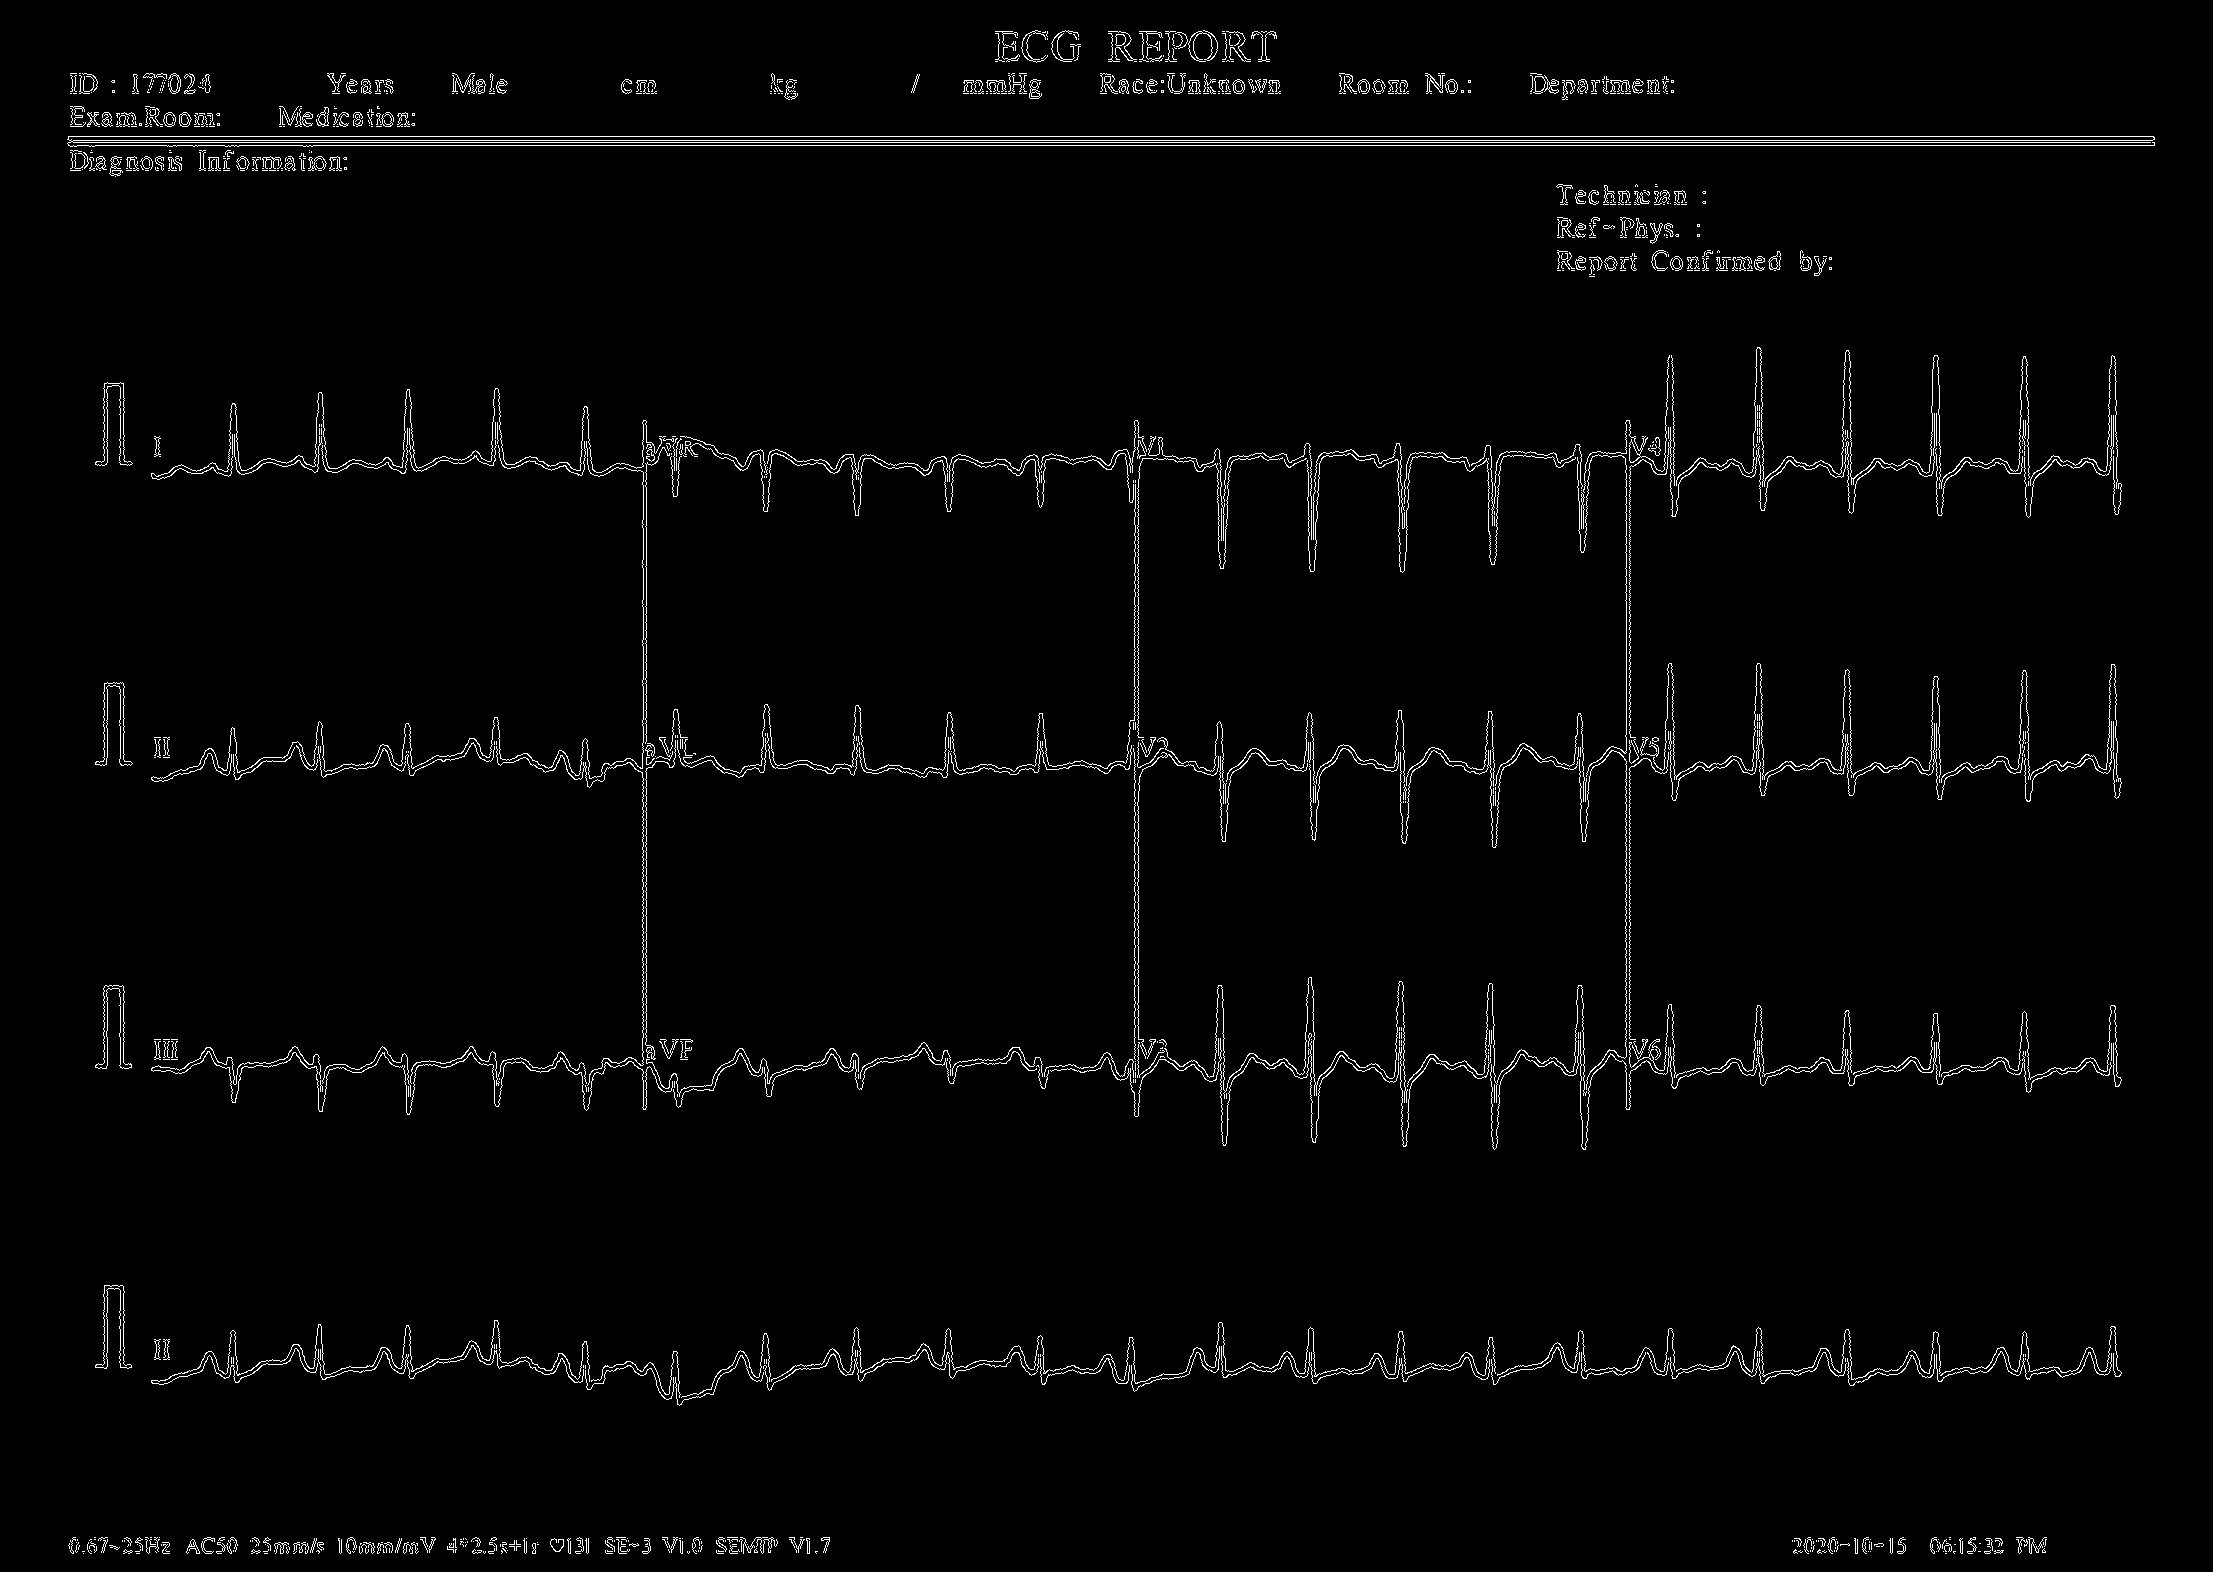 ECG REPORT
ID : 177024 Years Male cm kg / mmHg Race:Unknown Room No.: Department:
Exam.Room: Medication:
Diagnosis Information:
Technician :
Ref-Phys. :
Report Confirmed by:
I aVR V1 V4
II aVL V2 V5
III aVF V3 V6
II
0.67~25Hz AC50 25mm/s 10mm/mV 4*2.5s+1r ♡131 SE-3 V1.0 SEMIP V1.7
2020-10-15 06:15:32 PM